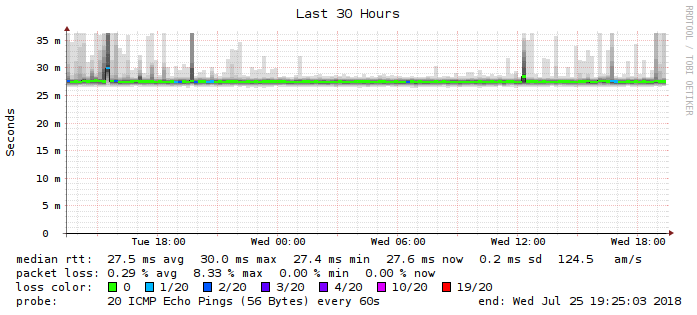 Last 30 Hours
RRDTOOL / TOBI OETIKER
Seconds
35 m
30 m
25 m
20 m
15 m
10 m
5 m
0
Tue 18:00 Wed 00:00 Wed 06:00 Wed 12:00 Wed 18:00
median rtt: 27.5 ms avg 30.0 ms max 27.4 ms min 27.6 ms now 0.2 ms sd 124.5 am/s
packet loss: 0.29 % avg 8.33 % max 0.00 % min 0.00 % now
loss color: 0 1/20 2/20 3/20 4/20 10/20 19/20
probe: 20 ICMP Echo Pings (56 Bytes) every 60s end: Wed Jul 25 19:25:03 2018